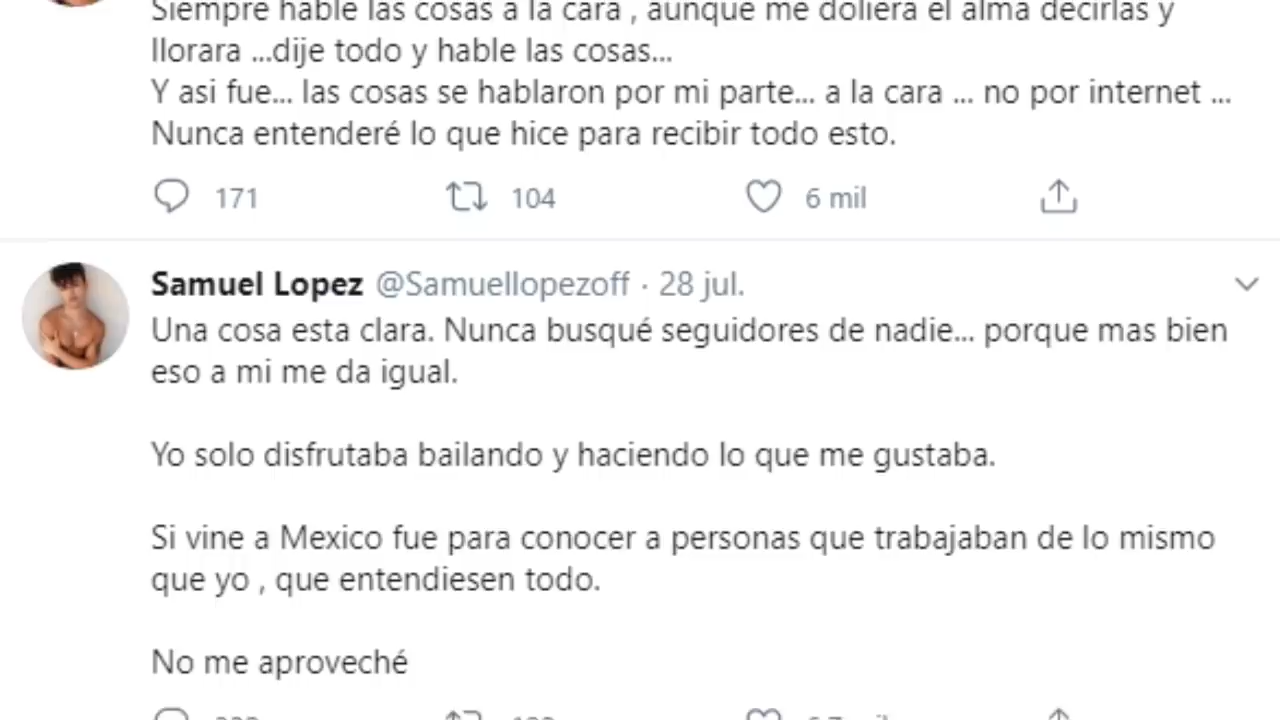 Siempre hable las cosas a la cara , aunque me doliera el alma decirlas y
llorara ...dije todo y hable las cosas...
Y asi fue... las cosas se hablaron por mi parte... a la cara ... no por internet ...
Nunca entenderé lo que hice para recibir todo esto.
171 104 6 mil
Samuel Lopez @Samuellopezoff · 28 jul.
Una cosa esta clara. Nunca busqué seguidores de nadie... porque mas bien
eso a mi me da igual.
Yo solo disfrutaba bailando y haciendo lo que me gustaba.
Si vine a Mexico fue para conocer a personas que trabajaban de lo mismo
que yo , que entendiesen todo.
No me aproveché